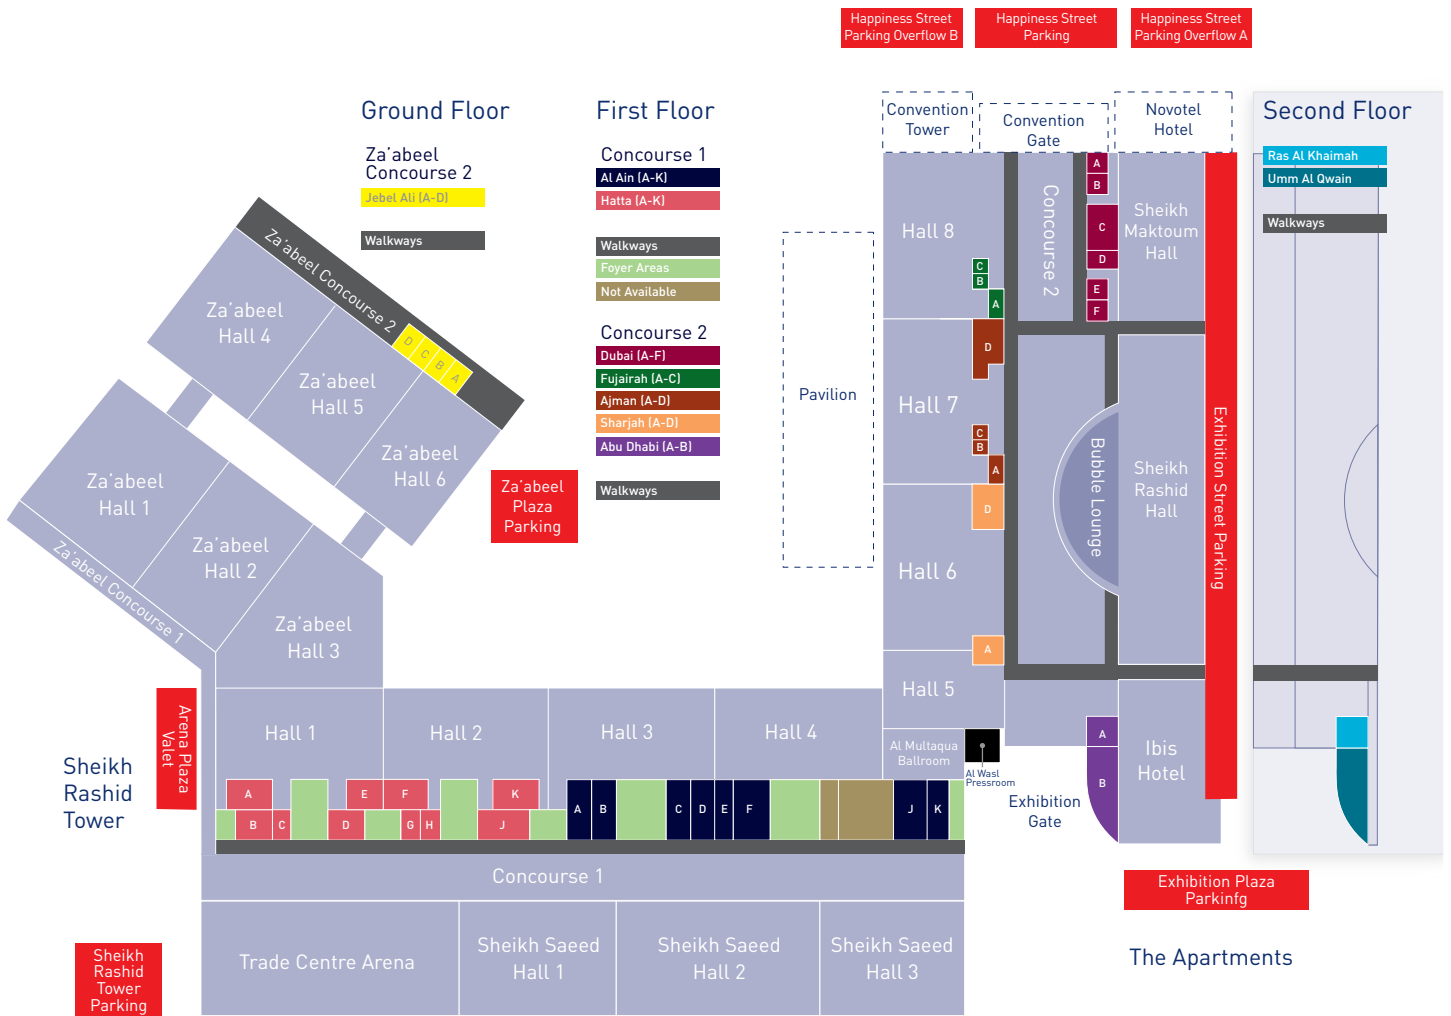 Happiness Street
Parking Overflow B
Happiness Street
Parking
Happiness Street
Parking Overflow A
Ground Floor
Za'abeel
Concourse 2
Jebel Ali (A-D)
Walkways
First Floor
Concourse 1
Al Ain (A-K)
Hatta (A-K)
Walkways
Foyer Areas
Not Available
Concourse 2
Dubai (A-F)
Fujairah (A-C)
Ajman (A-D)
Sharjah (A-D)
Abu Dhabi (A-B)
Walkways
Second Floor
Ras Al Khaimah
Umm Al Qwain
Walkways
Convention
Tower
Convention
Gate
Novotel
Hotel
Za'abeel Concourse 2
D
C
B
A
Za'abeel
Hall 4
Za'abeel
Hall 5
Za'abeel
Hall 6
Za'abeel
Hall 1
Za'abeel
Hall 2
Za'abeel
Hall 3
Za'abeel Concourse 1
Za'abeel
Plaza
Parking
Pavilion
Hall 8
C
B
A
Concourse 2
A
B
C
D
E
F
Sheikh
Maktoum
Hall
Hall 7
D
C
B
A
Bubble Lounge
Sheikh
Rashid
Hall
Exhibition Street Parking
Hall 6
D
A
Hall 5
Al Multaqua
Ballroom
Al Wasl
Pressroom
Exhibition
Gate
A
B
Ibis
Hotel
Arena Plaza
Valet
Sheikh
Rashid
Tower
Hall 1
Hall 2
Hall 3
Hall 4
A
B
C
E
D
F
G
H
K
J
A
B
C
D
E
F
J
K
Concourse 1
Trade Centre Arena
Sheikh Saeed
Hall 1
Sheikh Saeed
Hall 2
Sheikh Saeed
Hall 3
Sheikh
Rashid
Tower
Parking
Exhibition Plaza
Parkinfg
The Apartments